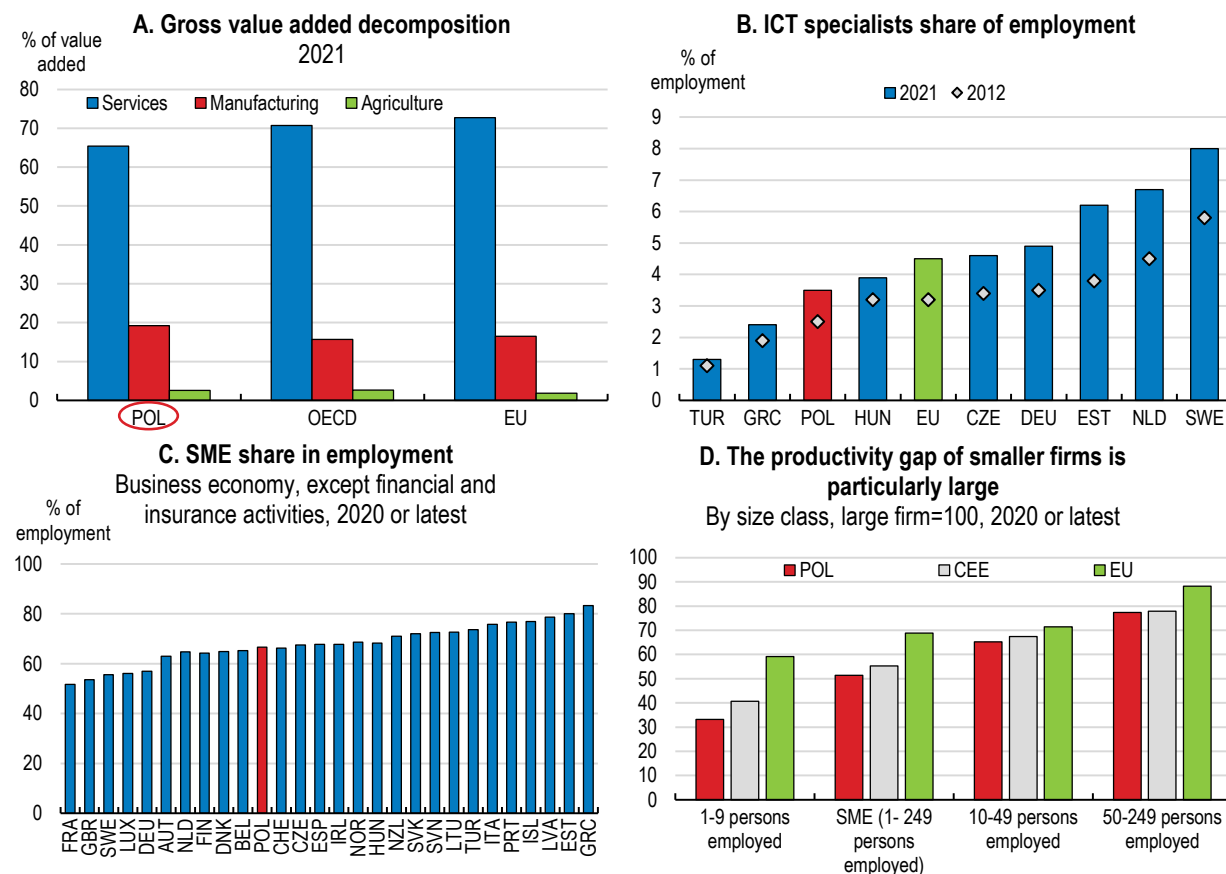 A. Gross value added decomposition
2021
% of value
added
Services
Manufacturing
Agriculture
80
70
60
50
40
30
20
10
0
POL
OECD
EU
B. ICT specialists share of employment
% of
employment
2021
2012
9
8
7
6
5
4
3
2
1
0
TUR
GRC
POL
HUN
EU
CZE
DEU
EST
NLD
SWE
C. SME share in employment
Business economy, except financial and
insurance activities, 2020 or latest
% of
employment
100
80
60
40
20
0
FRA
GBR
SWE
LUX
DEU
AUT
NLD
FIN
DNK
BEL
POL
CHE
CZE
ESP
IRL
NOR
HUN
NZL
SVK
SVN
LTU
TUR
ITA
PRT
ISL
LVA
EST
GRC
D. The productivity gap of smaller firms is
particularly large
By size class, large firm=100, 2020 or latest
POL
CEE
EU
100
90
80
70
60
50
40
30
20
10
0
1-9 persons
employed
SME (1- 249
persons
employed)
10-49 persons
employed
50-249 persons
employed